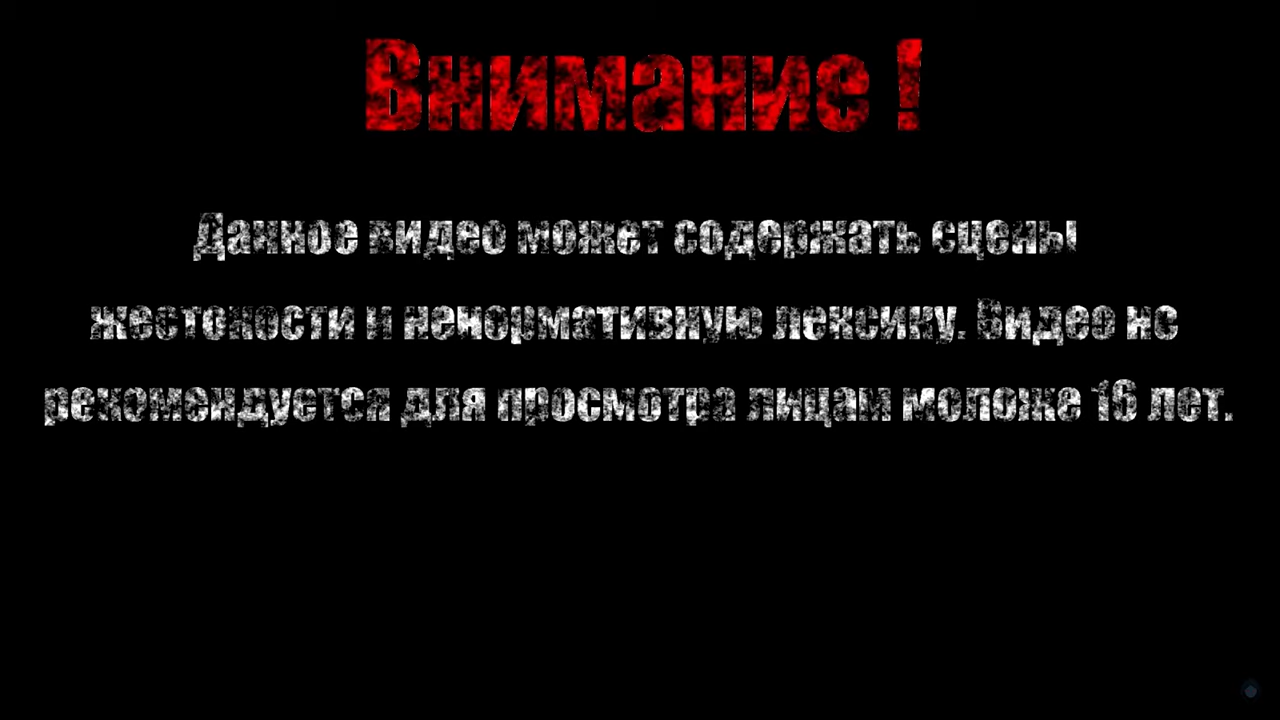 Внимание !
Данное видео может содержать сцены
жестокости и ненормативную лексику. Видео не
рекомендуется для просмотра лицам моложе 16 лет.